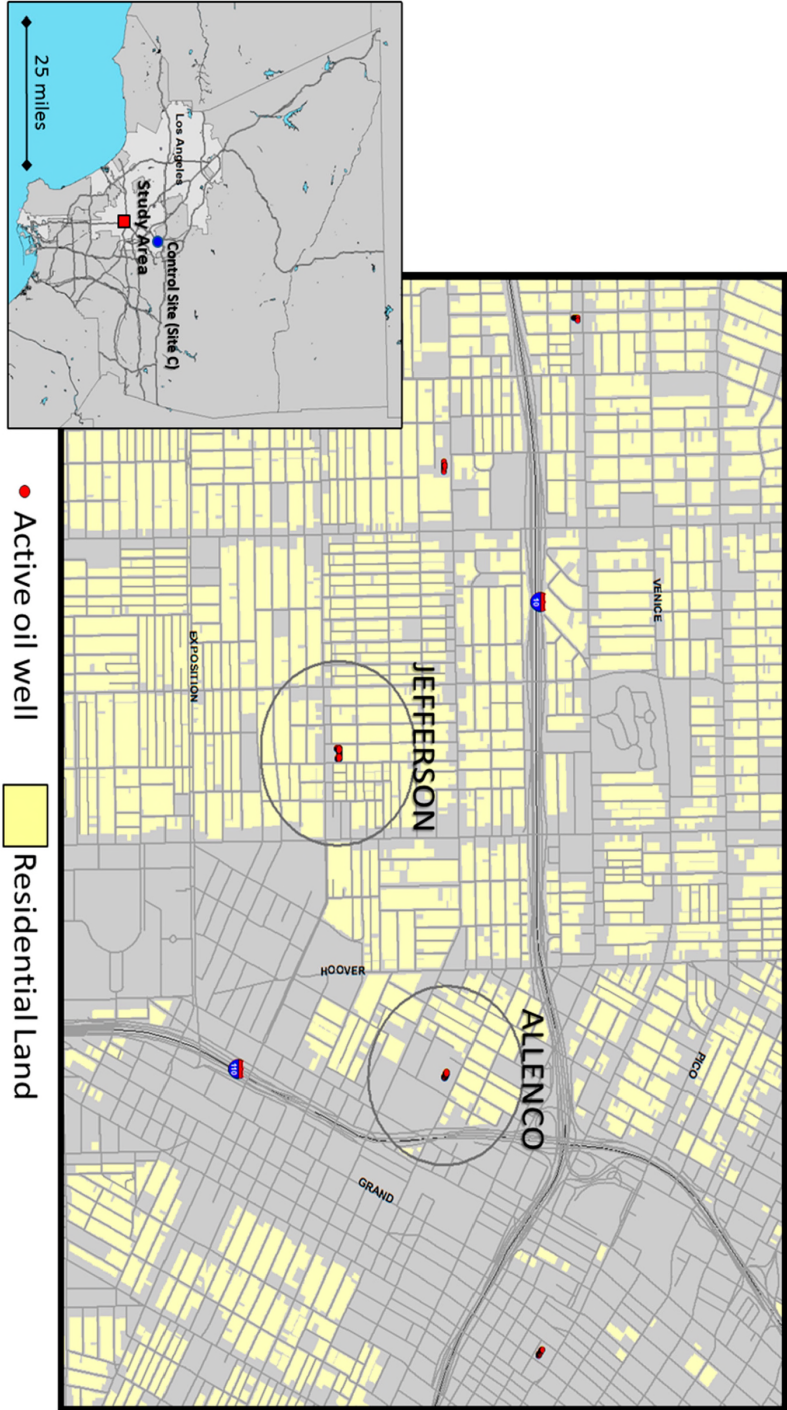 25 miles
Los Angeles
Study Area
Control Site (Site C)
VENICE
10
JEFFERSON
EXPOSITION
HOOVER
ALLENCO
PICO
110
GRAND
Active oil well
Residential Land